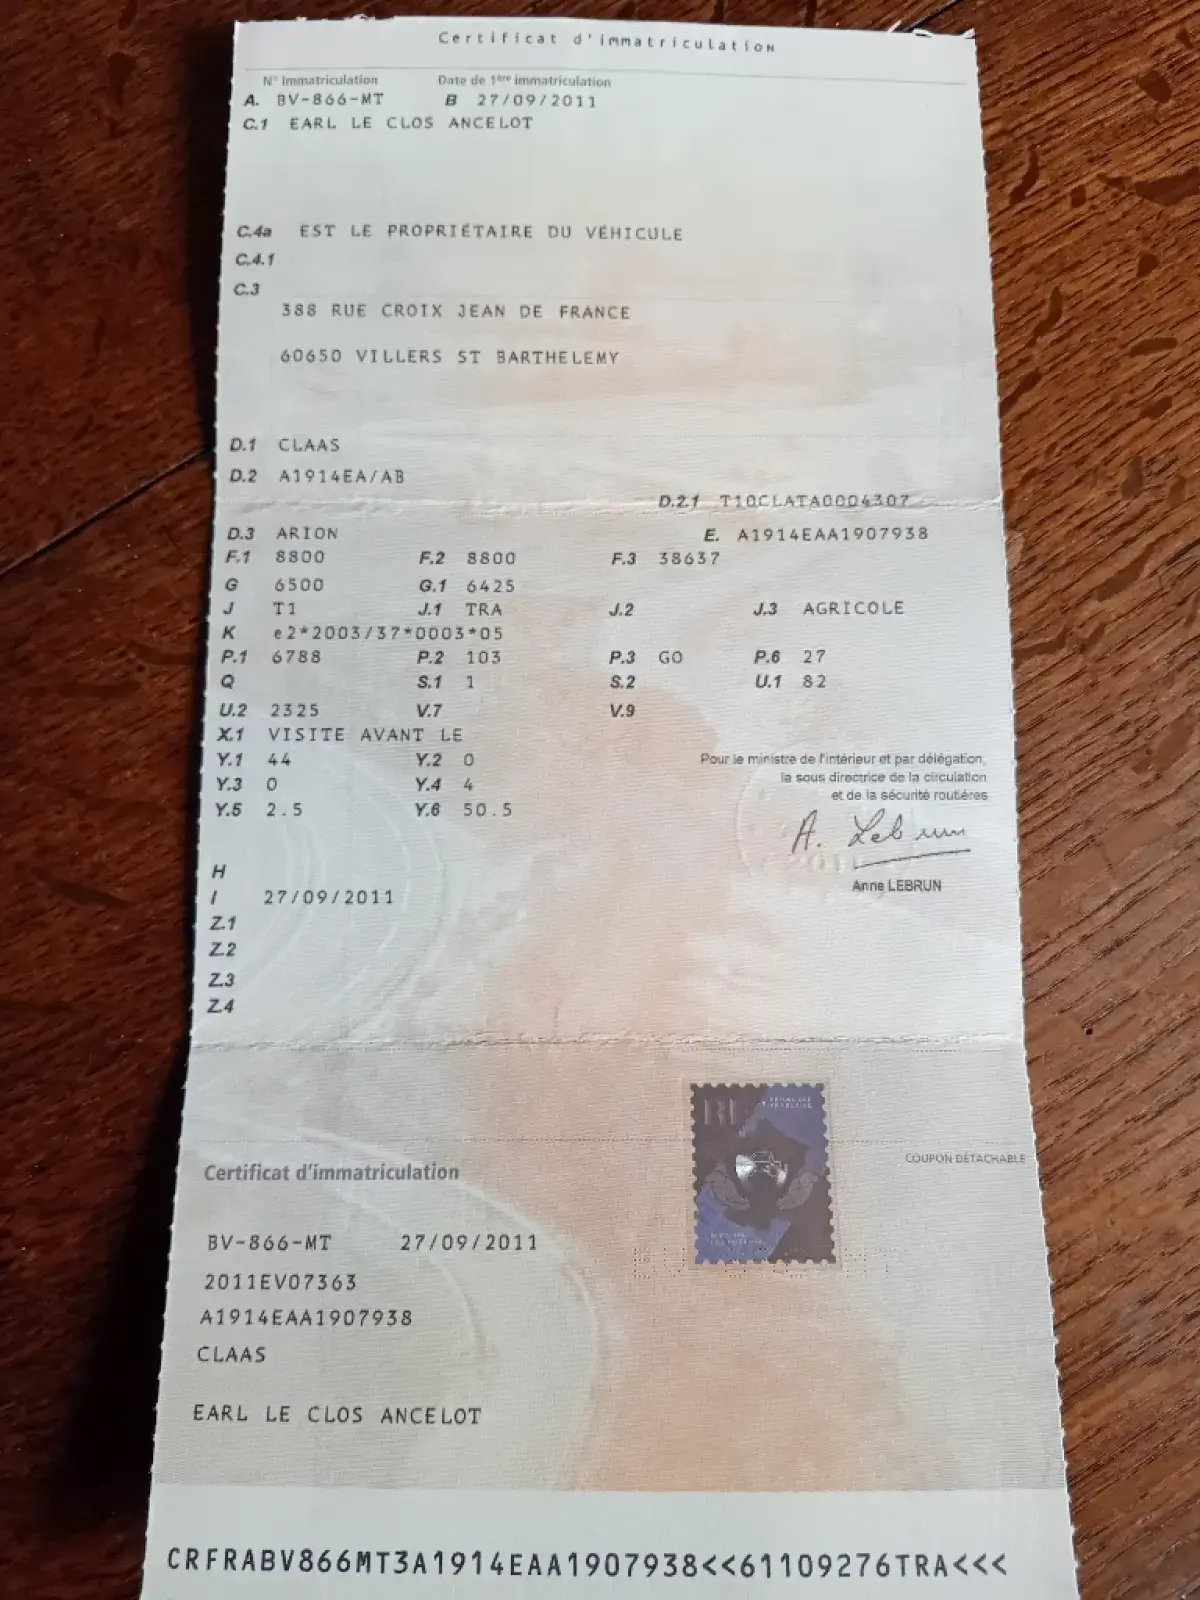 Certificat d'immatriculation
N° Immatriculation Date de 1ère immatriculation
A. BV-866-MT B 27/09/2011
C.1 EARL LE CLOS ANCELOT
C.4a EST LE PROPRIÉTAIRE DU VÉHICULE
C.4.1
C.3
388 RUE CROIX JEAN DE FRANCE
60650 VILLERS ST BARTHELEMY
D.1 CLAAS
D.2 A1914EA/AB
D.2.1 T10CLATA0004307
D.3 ARION E. A1914EAA1907938
F.1 8800 F.2 8800 F.3 38637
G 6500 G.1 6425
J T1 J.1 TRA J.2 J.3 AGRICOLE
K e2*2003/37*0003*05
P.1 6788 P.2 103 P.3 GO P.6 27
Q S.1 1 S.2 U.1 82
U.2 2325 V.7 V.9
X.1 VISITE AVANT LE
Y.1 44 Y.2 0
Y.3 0 Y.4 4
Y.5 2.5 Y.6 50.5
Pour le ministre de l'intérieur et par délégation,
la sous directrice de la circulation
et de la sécurité routières
A. Lebrun
Anne LEBRUN
H
I 27/09/2011
Z.1
Z.2
Z.3
Z.4
RF
COUPON DÉTACHABLE
Certificat d'immatriculation
BV-866-MT 27/09/2011
2011EV07363
A1914EAA1907938
CLAAS
EARL LE CLOS ANCELOT
CRFRABV866MT3A1914EAA1907938<<61109276TRA<<<